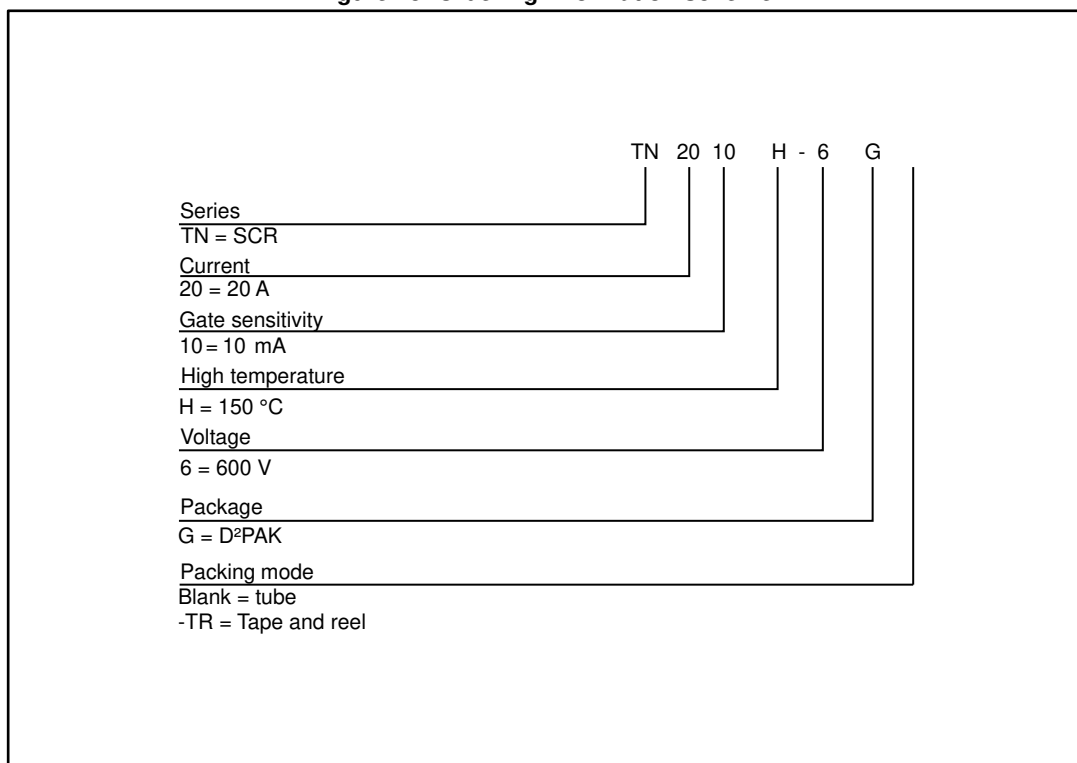 TN 20 10 H - 6 G
Series
TN = SCR
Current
20 = 20 A
Gate sensitivity
10 = 10 mA
High temperature
H = 150 °C
Voltage
6 = 600 V
Package
G = D²PAK
Packing mode
Blank = tube
-TR = Tape and reel